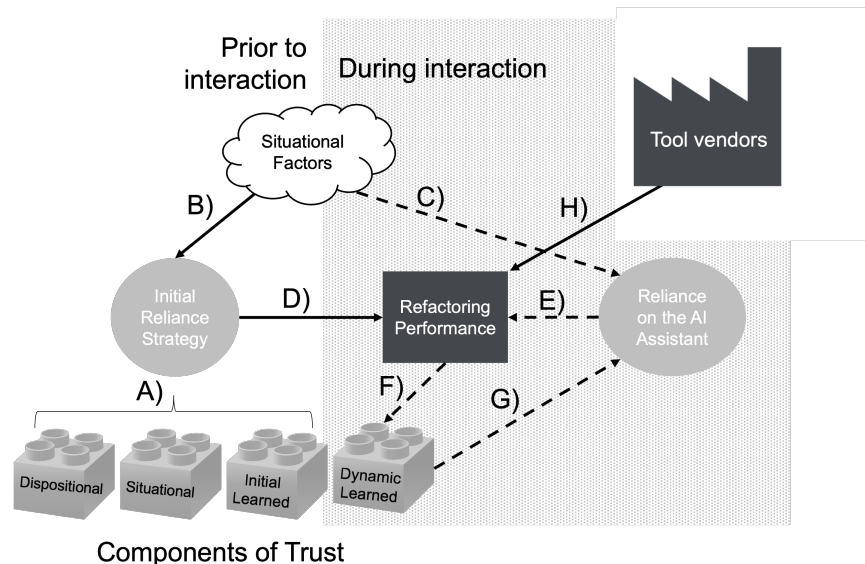 Prior to
interaction
During interaction
Situational
Factors
Tool vendors
B)
C)
H)
Initial
Reliance
Strategy
D)
Refactoring
Performance
E)
Reliance
on the AI
Assistant
A)
F)
G)
Dispositional
Situational
Initial
Learned
Dynamic
Learned
Components of Trust